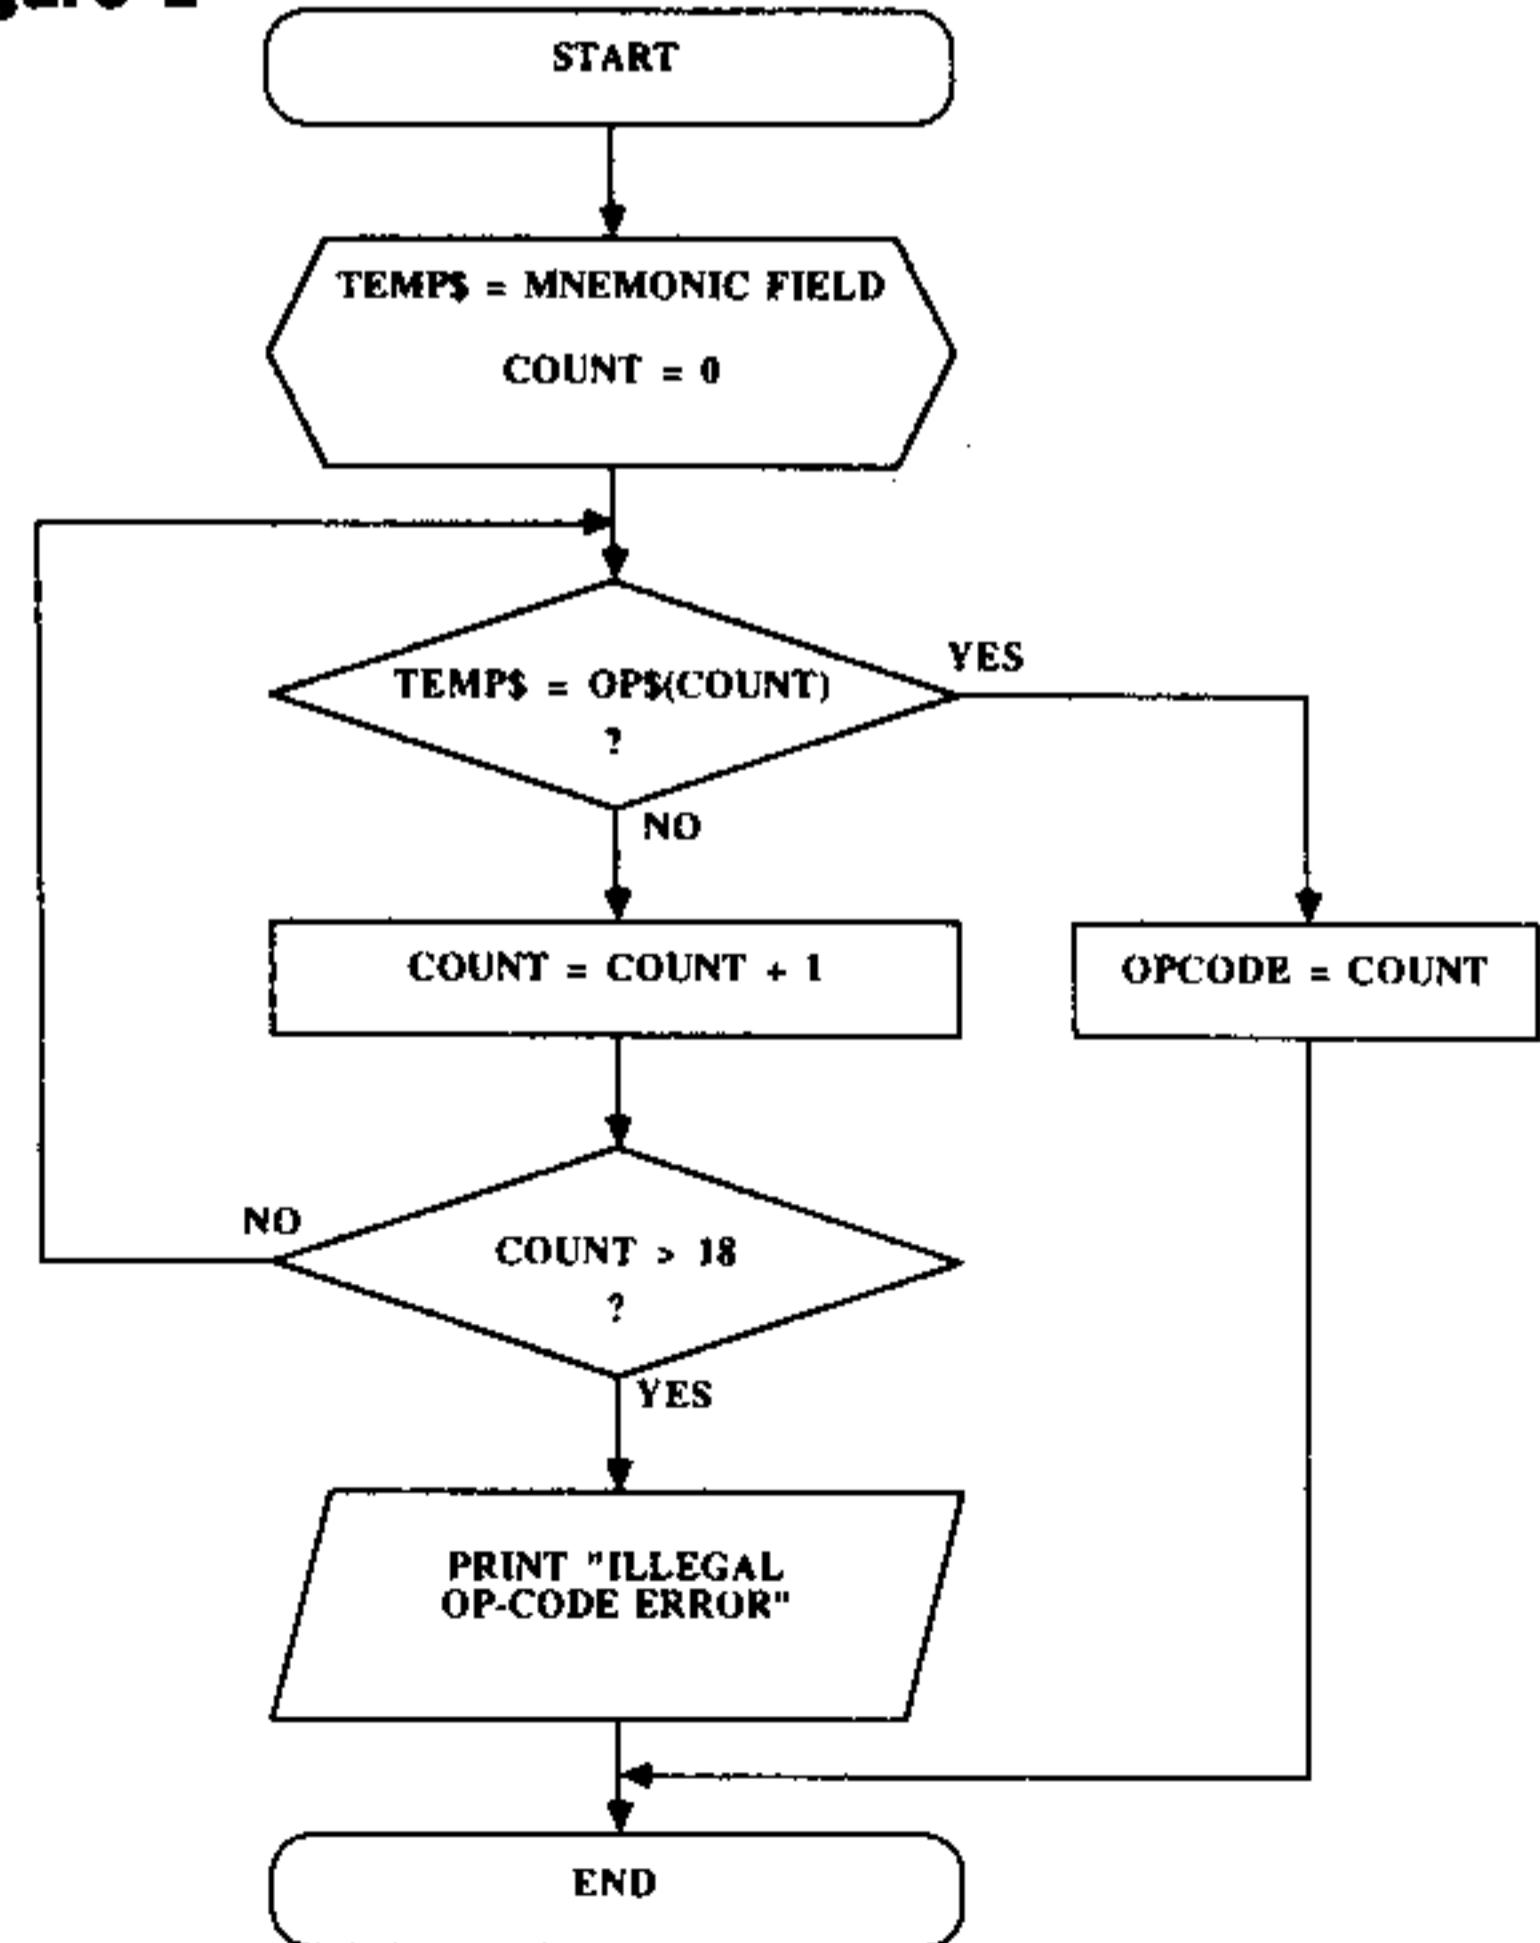 START
TEMP$ = MNEMONIC FIELD
COUNT = 0
TEMP$ = OP$(COUNT)
?
YES
NO
COUNT = COUNT + 1
OPCODE = COUNT
NO
COUNT > 18
?
YES
PRINT "ILLEGAL
OP-CODE ERROR"
END